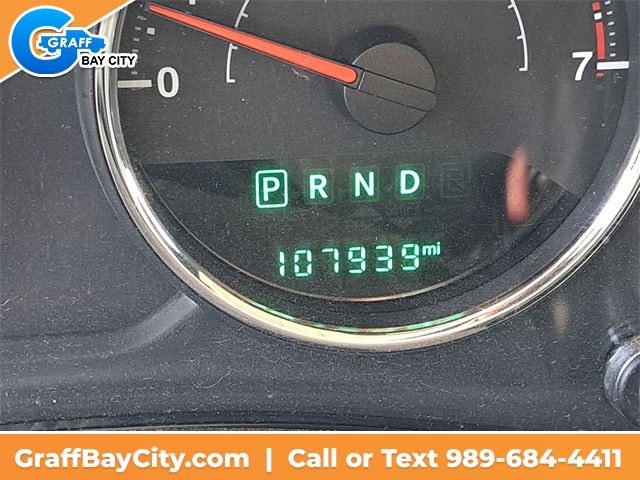 G GRAFF
BAY CITY
0
7
P R N D
107939 mi
GraffBayCity.com | Call or Text 989-684-4411